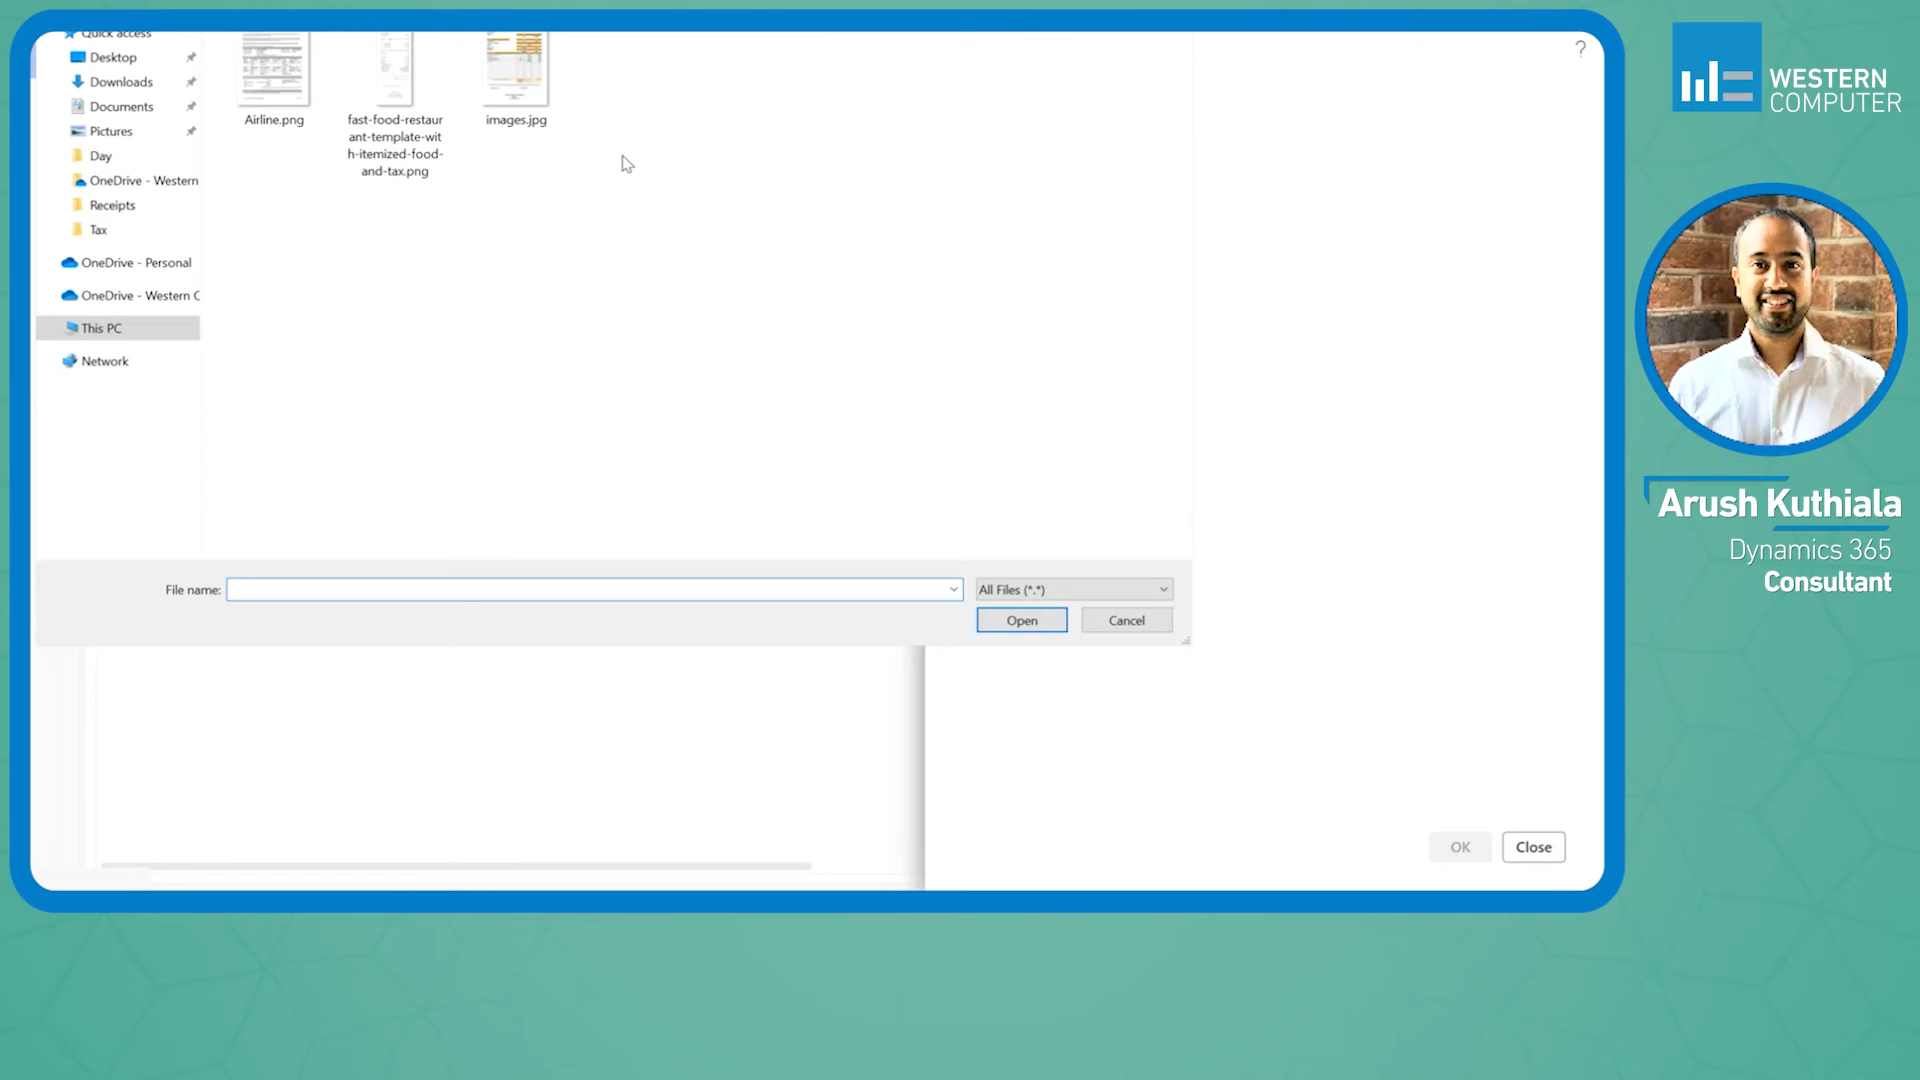 Quick access
Desktop
Downloads
Documents
Pictures
Day
OneDrive - Western
Receipts
Tax
OneDrive - Personal
OneDrive - Western C
This PC
Network
Airline.png
fast-food-restaur
ant-template-wit
h-itemized-food-
and-tax.png
images.jpg
File name:
All Files (*.*)
Open
Cancel
?
OK
Close
WESTERN
COMPUTER
Arush Kuthiala
Dynamics 365
Consultant